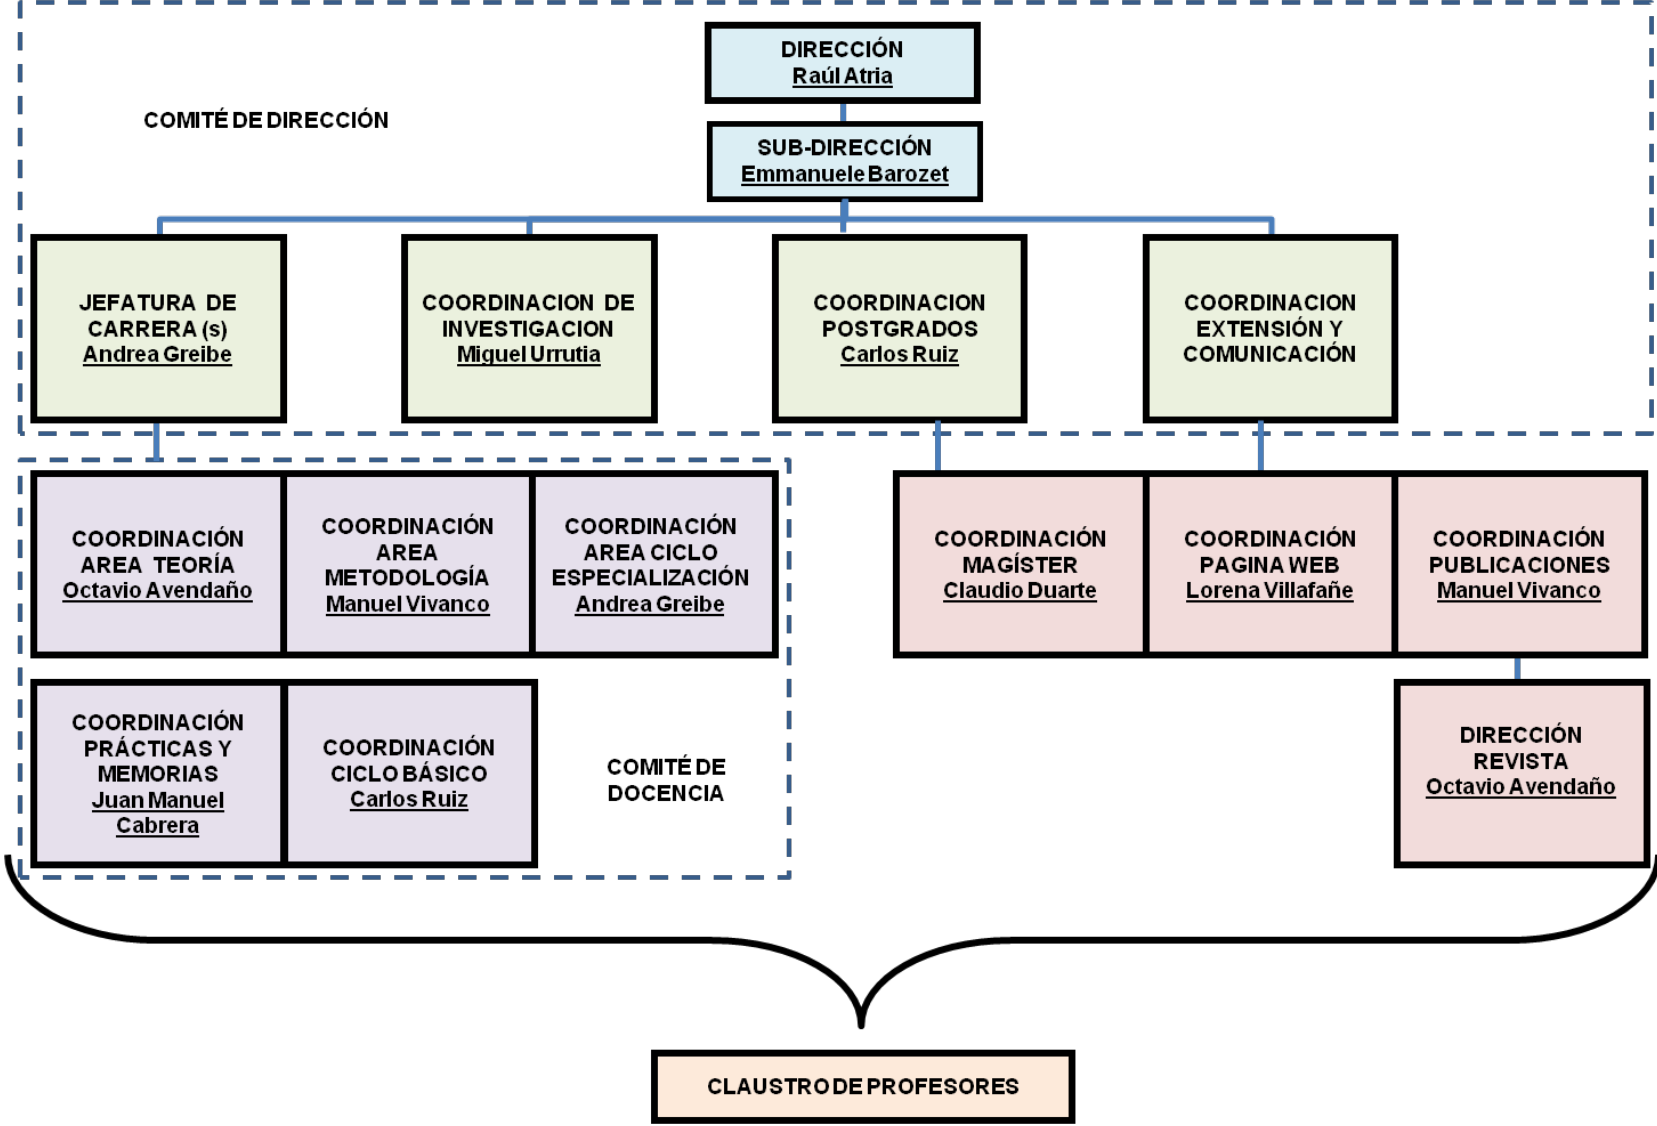 DIRECCIÓN
Raúl Atria
COMITÉ DE DIRECCIÓN
SUB-DIRECCIÓN
Emmanuele Barozet
JEFATURA DE
CARRERA (s)
Andrea Greibe
COORDINACION DE
INVESTIGACION
Miguel Urrutia
COORDINACION
POSTGRADOS
Carlos Ruiz
COORDINACION
EXTENSIÓN Y
COMUNICACIÓN
COORDINACIÓN
AREA TEORÍA
Octavio Avendaño
COORDINACIÓN
AREA
METODOLOGÍA
Manuel Vivanco
COORDINACIÓN
AREA CICLO
ESPECIALIZACIÓN
Andrea Greibe
COORDINACIÓN
MAGÍSTER
Claudio Duarte
COORDINACIÓN
PAGINA WEB
Lorena Villafañe
COORDINACIÓN
PUBLICACIONES
Manuel Vivanco
COORDINACIÓN
PRÁCTICAS Y
MEMORIAS
Juan Manuel
Cabrera
COORDINACIÓN
CICLO BÁSICO
Carlos Ruiz
COMITÉ DE
DOCENCIA
DIRECCIÓN
REVISTA
Octavio Avendaño
CLAUSTRO DE PROFESORES